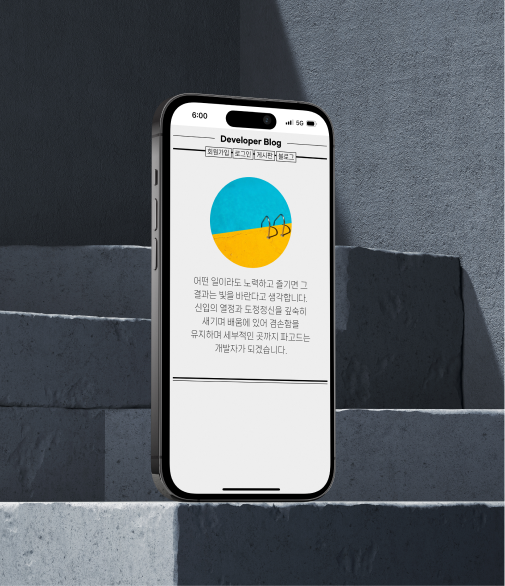 6:00 5G
Developer Blog
회원가입 로그인 게시판 블로그
어떤 일이라도 노력하고 즐기면 그
결과는 빛을 바란다고 생각합니다.
신입의 열정과 도정정신을 깊숙히
새기며 배움에 있어 겸손함을
유지하며 세부적인 곳까지 파고드는
개발자가 되겠습니다.